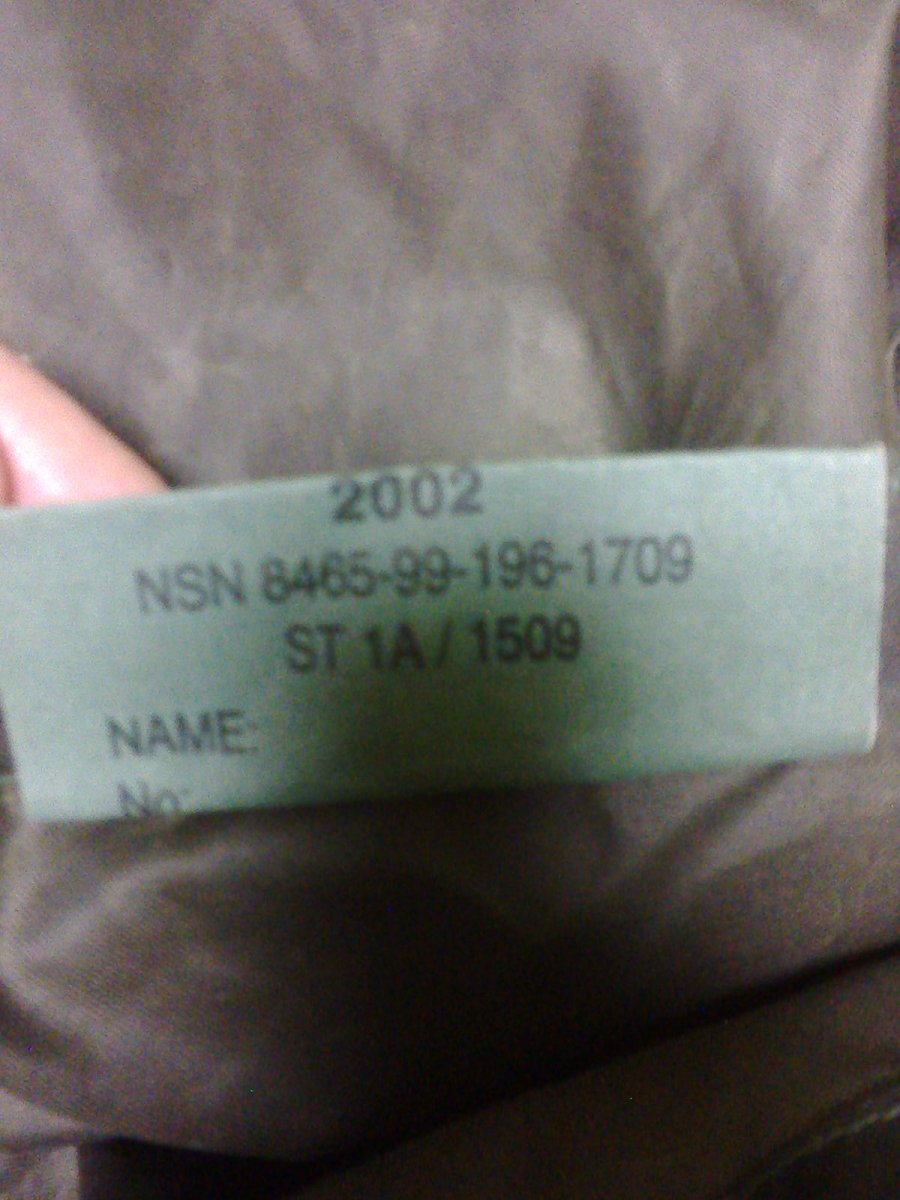 2002
NSN 8465-99-196-1709
ST 1A / 1509
NAME:
No: